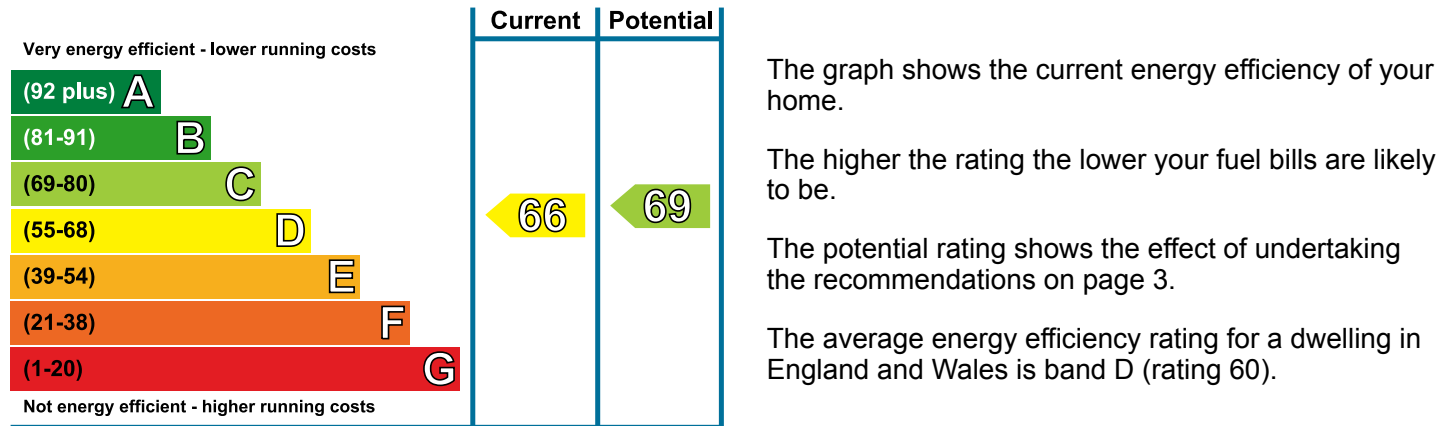 Current Potential
Very energy efficient - lower running costs
(92 plus) A
(81-91) B
(69-80) C
(55-68) D
(39-54) E
(21-38) F
(1-20) G
Not energy efficient - higher running costs
66 69
The graph shows the current energy efficiency of your
home.
The higher the rating the lower your fuel bills are likely
to be.
The potential rating shows the effect of undertaking
the recommendations on page 3.
The average energy efficiency rating for a dwelling in
England and Wales is band D (rating 60).